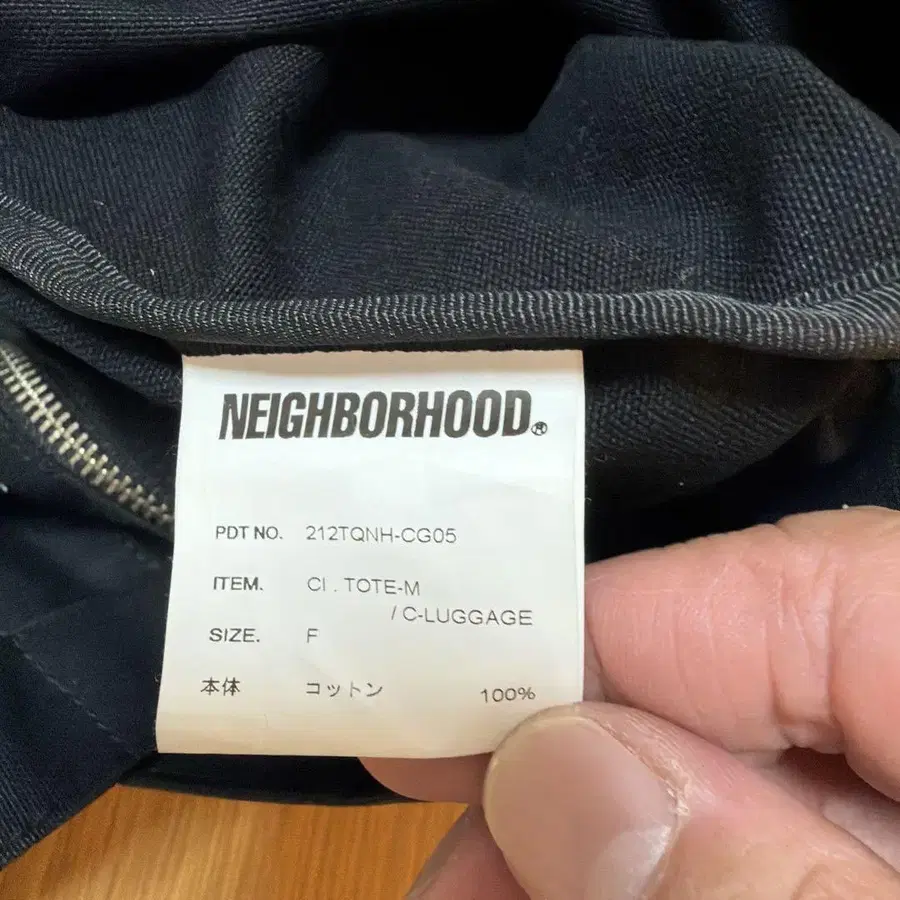 NEIGHBORHOOD®
PDT NO. 212TQNH-CG05
ITEM. CI . TOTE-M
/ C-LUGGAGE
SIZE. F
本体 コットン 100%